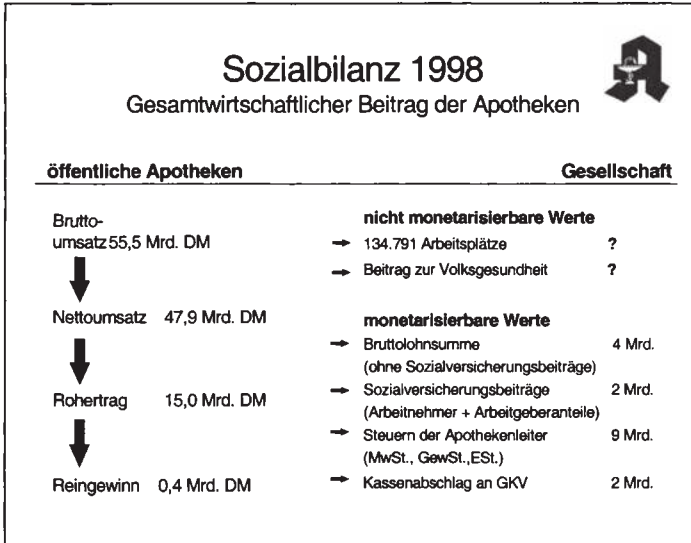 Sozialbilanz 1998
Gesamtwirtschaftlicher Beitrag der Apotheken
öffentliche Apotheken
Gesellschaft
Brutto-
umsatz 55,5 Mrd. DM
Nettoumsatz 47,9 Mrd. DM
Rohertrag 15,0 Mrd. DM
Reingewinn 0,4 Mrd. DM
nicht monetarisierbare Werte
134.791 Arbeitsplätze ?
Beitrag zur Volksgesundheit ?
monetarisierbare Werte
Bruttolohnsumme 4 Mrd.
(ohne Sozialversicherungsbeiträge)
Sozialversicherungsbeiträge 2 Mrd.
(Arbeitnehmer + Arbeitgeberanteile)
Steuern der Apothekenleiter 9 Mrd.
(MwSt., GewSt.,ESt.)
Kassenabschlag an GKV 2 Mrd.